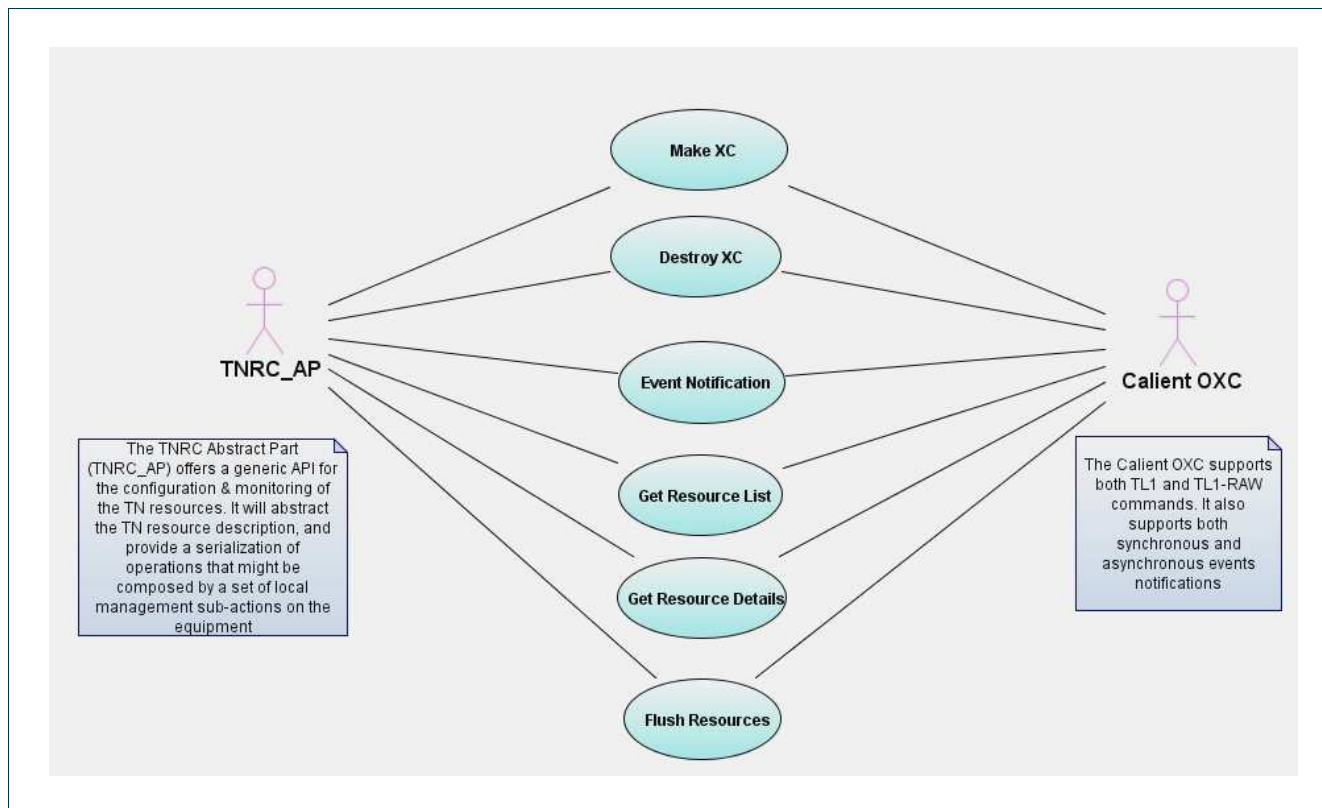 Make XC
Destroy XC
TNRC_AP
Event Notification
Calient OXC
The TNRC Abstract Part
(TNRC_AP) offers a generic API for
the configuration & monitoring of
the TN resources. It will abstract
the TN resource description, and
provide a serialization of
operations that might be
composed by a set of local
management sub-actions on the
equipment
The Calient OXC supports
both TL1 and TL1-RAW
commands. It also
supports both
synchronous and
asynchronous events
notifications
Get Resource List
Get Resource Details
Flush Resources